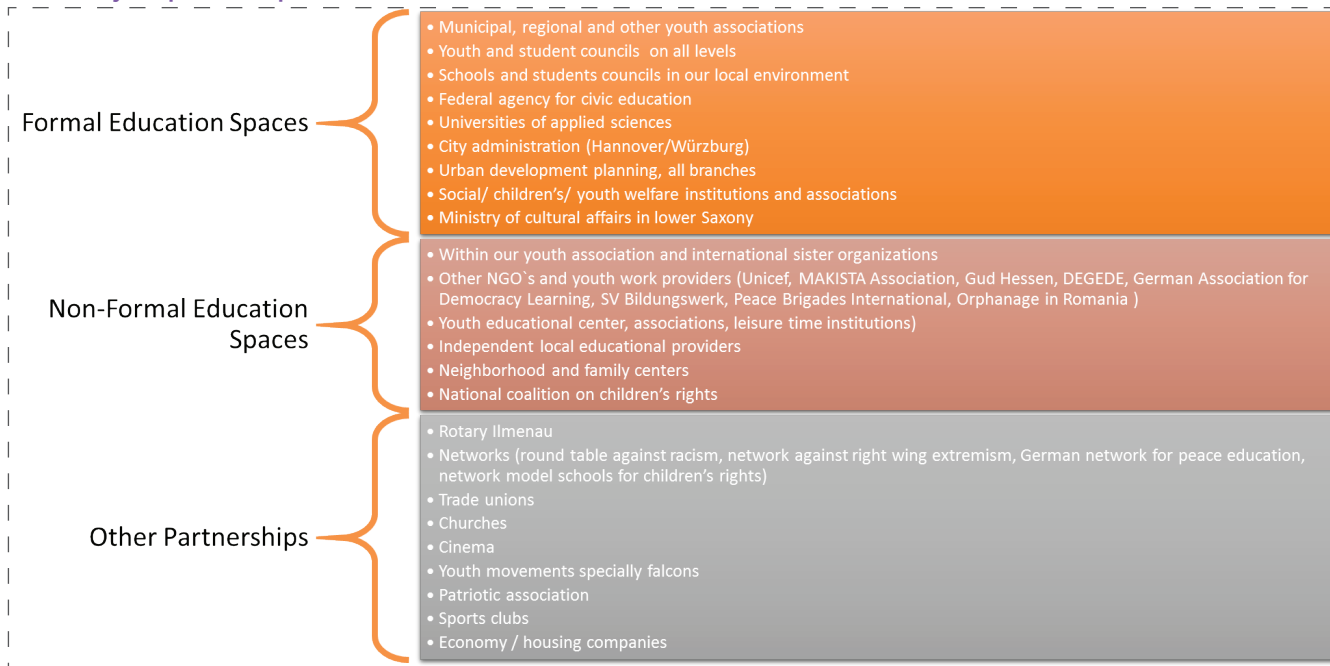 Formal Education Spaces
• Municipal, regional and other youth associations
• Youth and student councils on all levels
• Schools and students councils in our local environment
• Federal agency for civic education
• Universities of applied sciences
• City administration (Hannover/Würzburg)
• Urban development planning, all branches
• Social/ children’s/ youth welfare institutions and associations
• Ministry of cultural affairs in lower Saxony
Non-Formal Education
Spaces
• Within our youth association and international sister organizations
• Other NGO`s and youth work providers (Unicef, MAKISTA Association, Gud Hessen, DEGEDE, German Association for
Democracy Learning, SV Bildungswerk, Peace Brigades International, Orphanage in Romania )
• Youth educational center, associations, leisure time institutions)
• Independent local educational providers
• Neighborhood and family centers
• National coalition on children’s rights
Other Partnerships
• Rotary Ilmenau
• Networks (round table against racism, network against right wing extremism, German network for peace education,
network model schools for children’s rights)
• Trade unions
• Churches
• Cinema
• Youth movements specially falcons
• Patriotic association
• Sports clubs
• Economy / housing companies